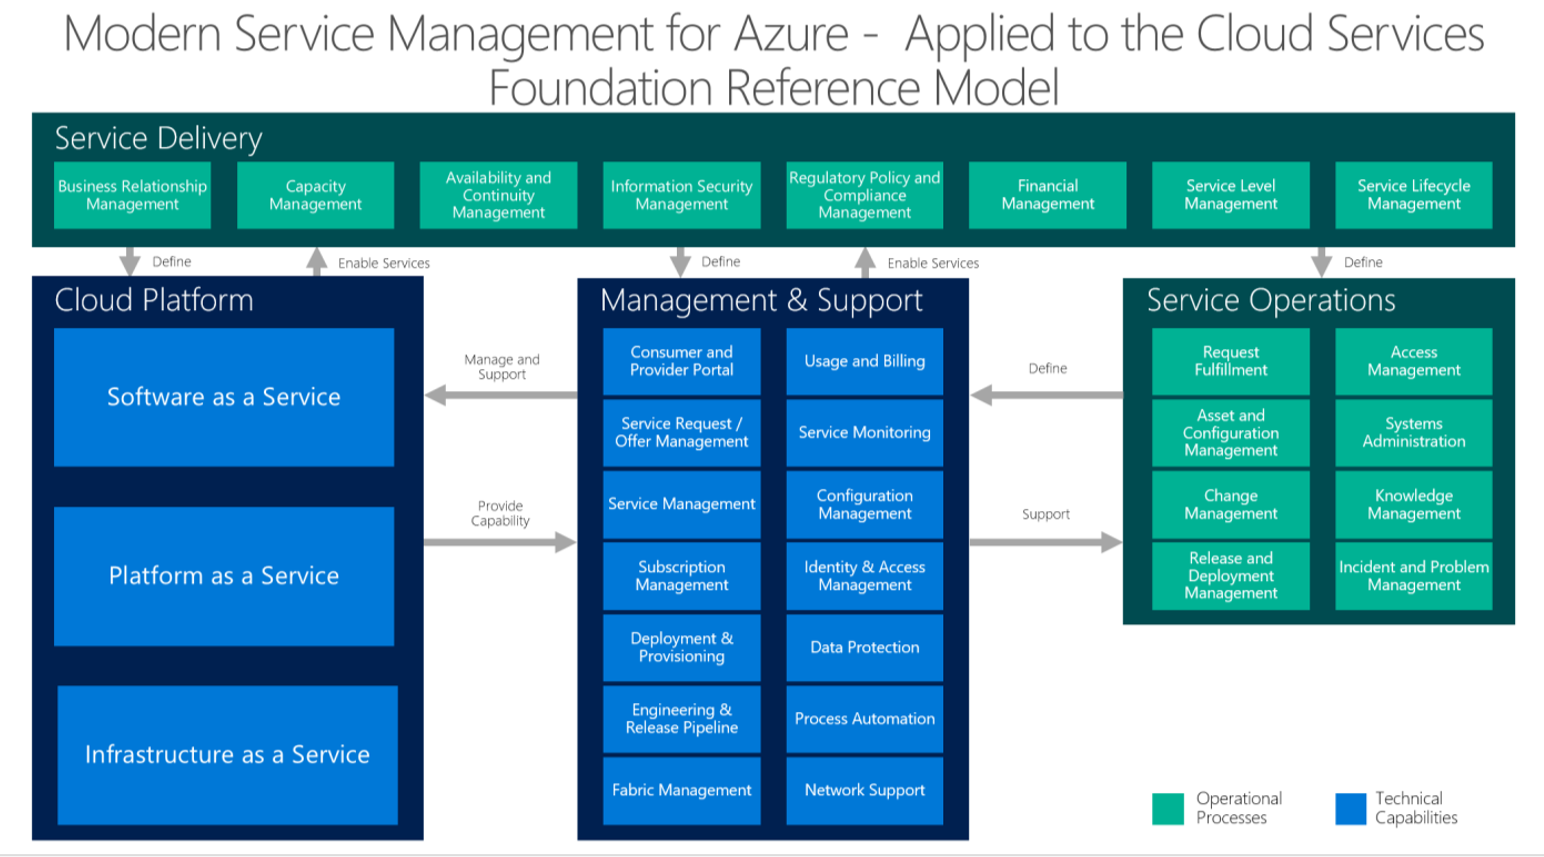 Modern Service Management for Azure - Applied to the Cloud Services
Foundation Reference Model
Service Delivery
Business Relationship
Management
Capacity
Management
Availability and
Continuity
Management
Information Security
Management
Regulatory Policy and
Compliance
Management
Financial
Management
Service Level
Management
Service Lifecycle
Management
Define
Enable Services
Define
Enable Services
Define
Cloud Platform
Software as a Service
Platform as a Service
Infrastructure as a Service
Manage and
Support
Provide
Capability
Management & Support
Consumer and
Provider Portal
Usage and Billing
Service Request /
Offer Management
Service Monitoring
Service Management
Configuration
Management
Subscription
Management
Identity & Access
Management
Deployment &
Provisioning
Data Protection
Engineering &
Release Pipeline
Process Automation
Fabric Management
Network Support
Define
Support
Service Operations
Request
Fulfillment
Access
Management
Asset and
Configuration
Management
Systems
Administration
Change
Management
Knowledge
Management
Release and
Deployment
Management
Incident and Problem
Management
Operational
Processes
Technical
Capabilities